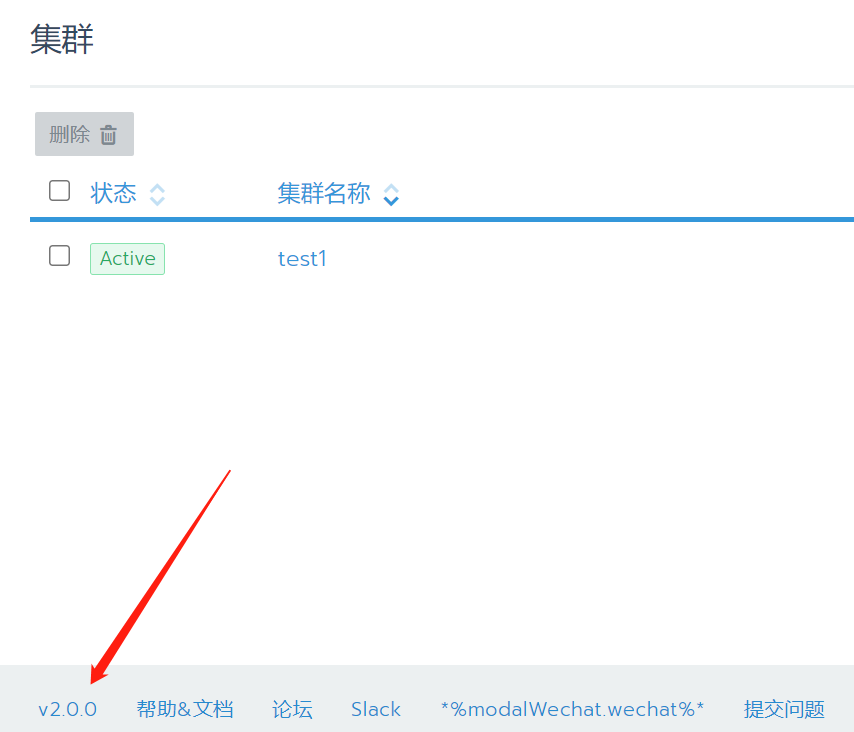 集群
删除
状态 集群名称
Active test1
v2.0.0 帮助&文档 论坛 Slack *%modalWechat.wechat%* 提交问题